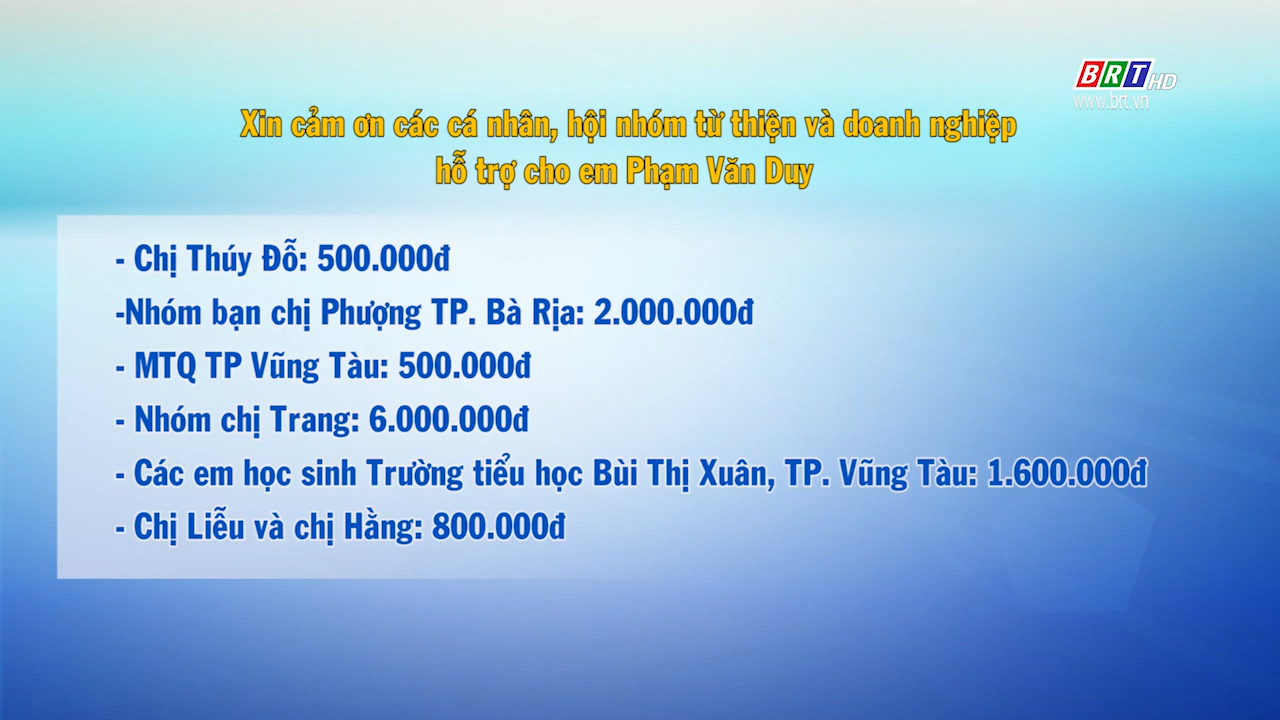 BRT HD
www.brt.vn
Xin cảm ơn các cá nhân, hội nhóm từ thiện và doanh nghiệp
hỗ trợ cho em Phạm Văn Duy
- Chị Thúy Đỗ: 500.000đ
-Nhóm bạn chị Phượng TP. Bà Rịa: 2.000.000đ
- MTQ TP Vũng Tàu: 500.000đ
- Nhóm chị Trang: 6.000.000đ
- Các em học sinh Trường tiểu học Bùi Thị Xuân, TP. Vũng Tàu: 1.600.000đ
- Chị Liễu và chị Hằng: 800.000đ